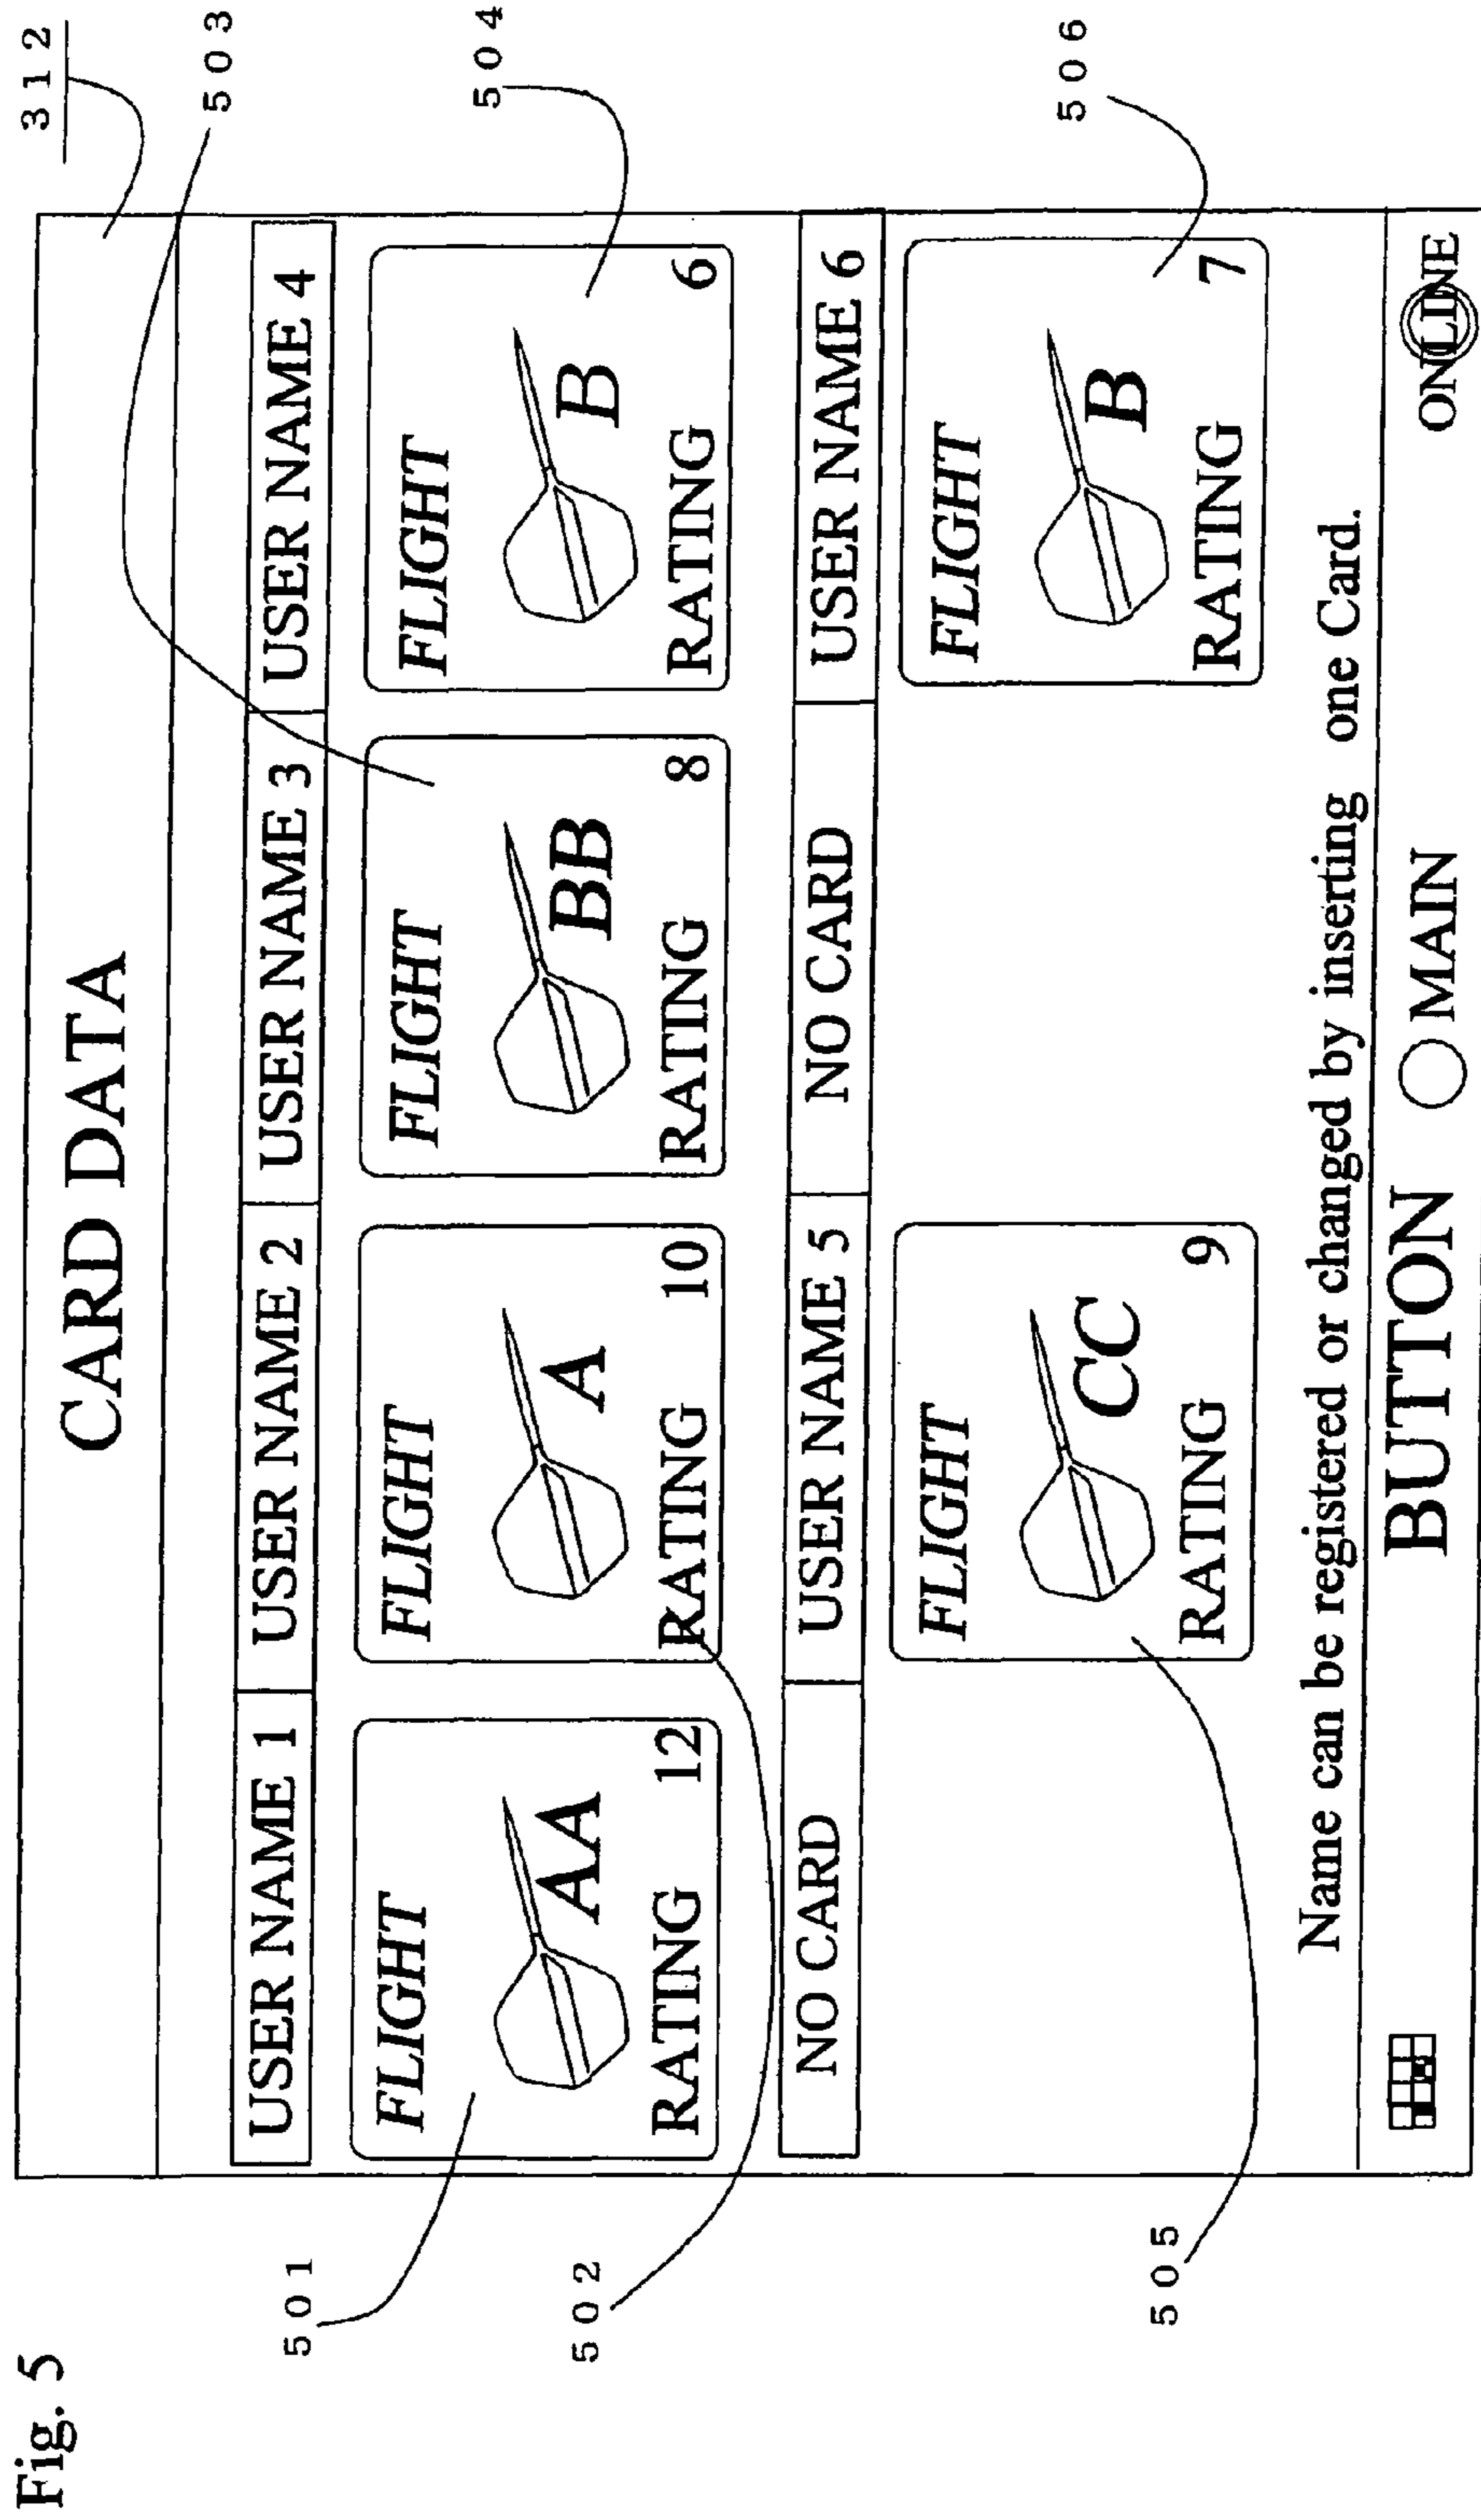 Fig. 5
312
CARD DATA
503
USER NAME 1 USER NAME 2 USER NAME 3 USER NAME 4
501
FLIGHT FLIGHT FLIGHT FLIGHT
504
AA A BB B
502
RATING 12 RATING 10 RATING 8 RATING 6
NO CARD USER NAME 5 NO CARD USER NAME 6
FLIGHT FLIGHT
506
CC B
505
RATING 9 RATING 7
Name can be registered or changed by inserting one Card.
BUTTON MAIN ONLINE